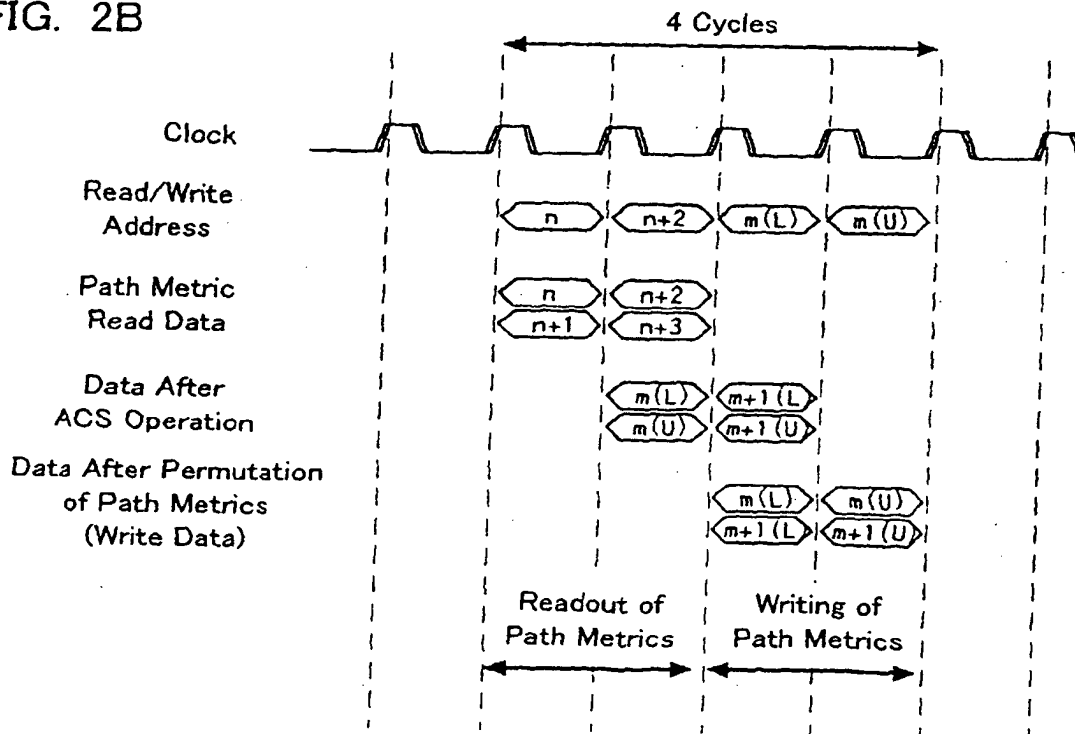 FIG. 2B
4 Cycles
Clock
Read/Write
Address
n n+2 m(L) m(U)
Path Metric
Read Data
n n+2
n+1 n+3
Data After
ACS Operation
m(L) m+1(L)
m(U) m+1(U)
Data After Permutation
of Path Metrics
(Write Data)
m(L) m(U)
m+1(L) m+1(U)
Readout of
Path Metrics
Writing of
Path Metrics